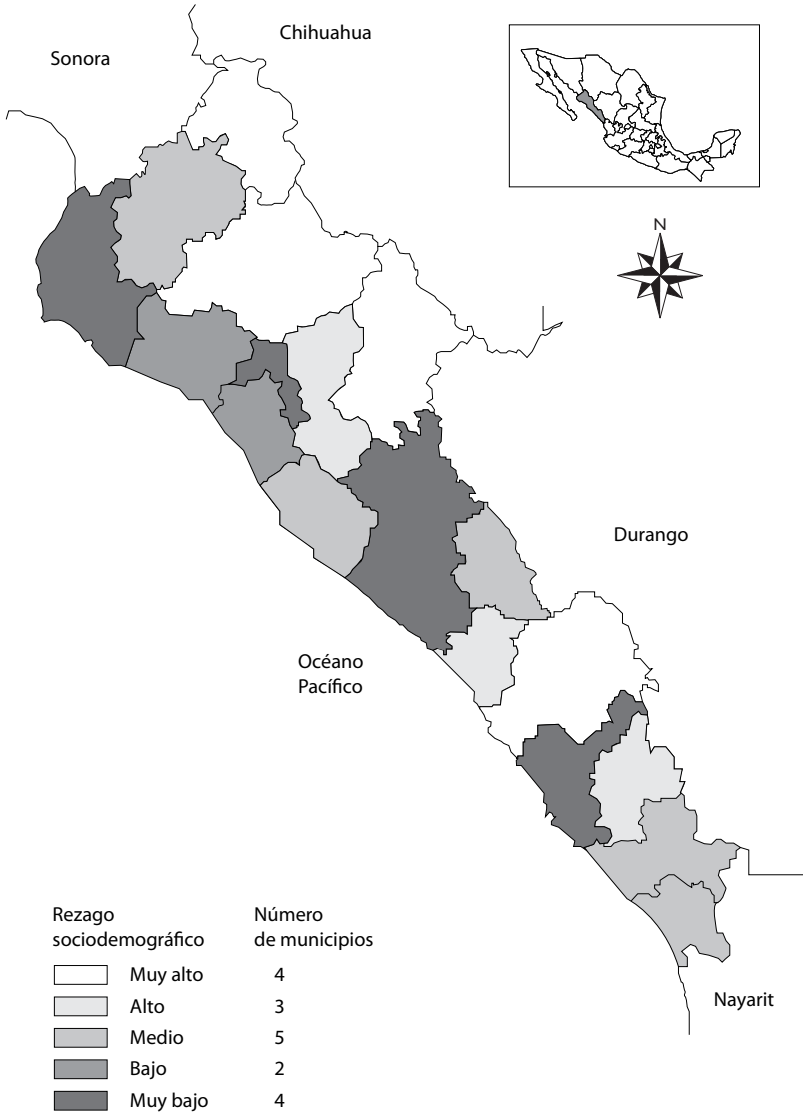 Chihuahua
Sonora
N
Durango
Océano
Pacífico
Rezago
sociodemográfico
Número
de municipios
Muy alto 4
Alto 3
Medio 5
Bajo 2
Muy bajo 4
Nayarit